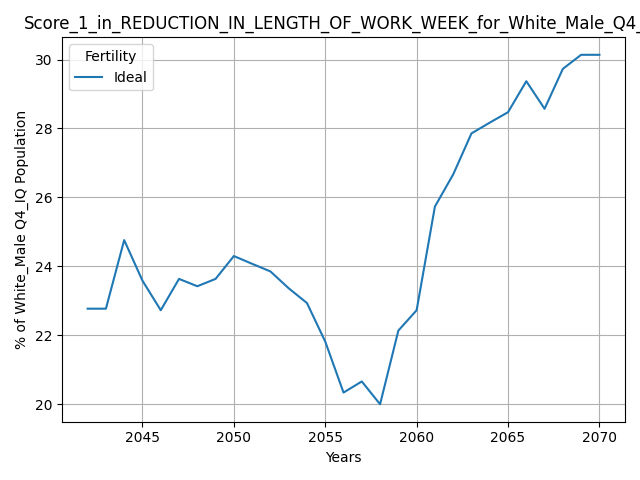 Score_1_in_REDUCTION_IN_LENGTH_OF_WORK_WEEK_for_White_Male_Q4_
Fertility
Ideal
30
28
26
24
22
20
% of White_Male Q4_IQ Population
2045 2050 2055 2060 2065 2070
Years